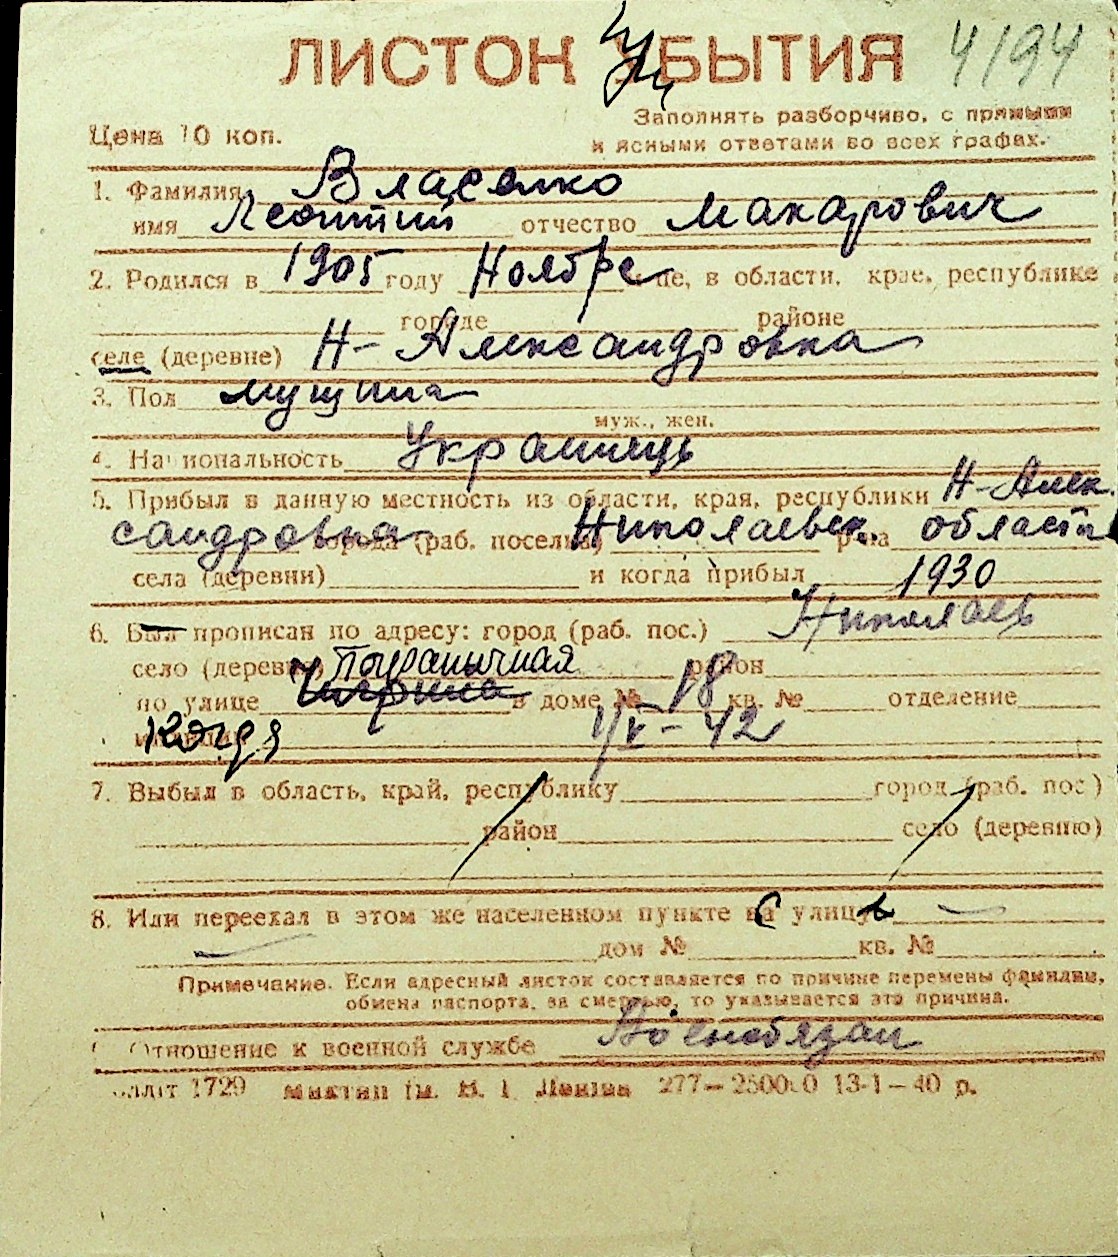 ЛИСТОК УБЫТИЯ 4194
Заполнять разборчиво, с прямыми
Цена 10 коп. и ясными ответами во всех графах.
1. Фамилия Власенко
имя Леонтий отчество Макарович
2. Родился в 1905 году Ноябре в области, крае, республике
городе районе
селе (деревне) Н-Александровка
3. Пол мущина
муж., жен.
4. Национальность Украинець
5. Прибыл в данную местность из области, края, республики Н-Алек
сандровка города (раб. поселка) Николаевск. р-на области
села (деревни) и когда прибыл 1930
6. Был прописан по адресу: город (раб. пос.) Николаев
село (деревня) Пограничная район
по улице в доме № 18 кв. № отделение
Когда 1/V-42
7. Выбыл в область, край, республику город (раб. пос.)
район село (деревню)
8. Или переехал в этом же населенном пункте на улицу
дом № кв. №
Примечание. Если адресный листок составляется по причине перемены фамилии,
обмена паспорта, за смертью, то указывается эта причина.
Отношение к военной службе Военобязан
1729 277—250000 13-1—40 р.